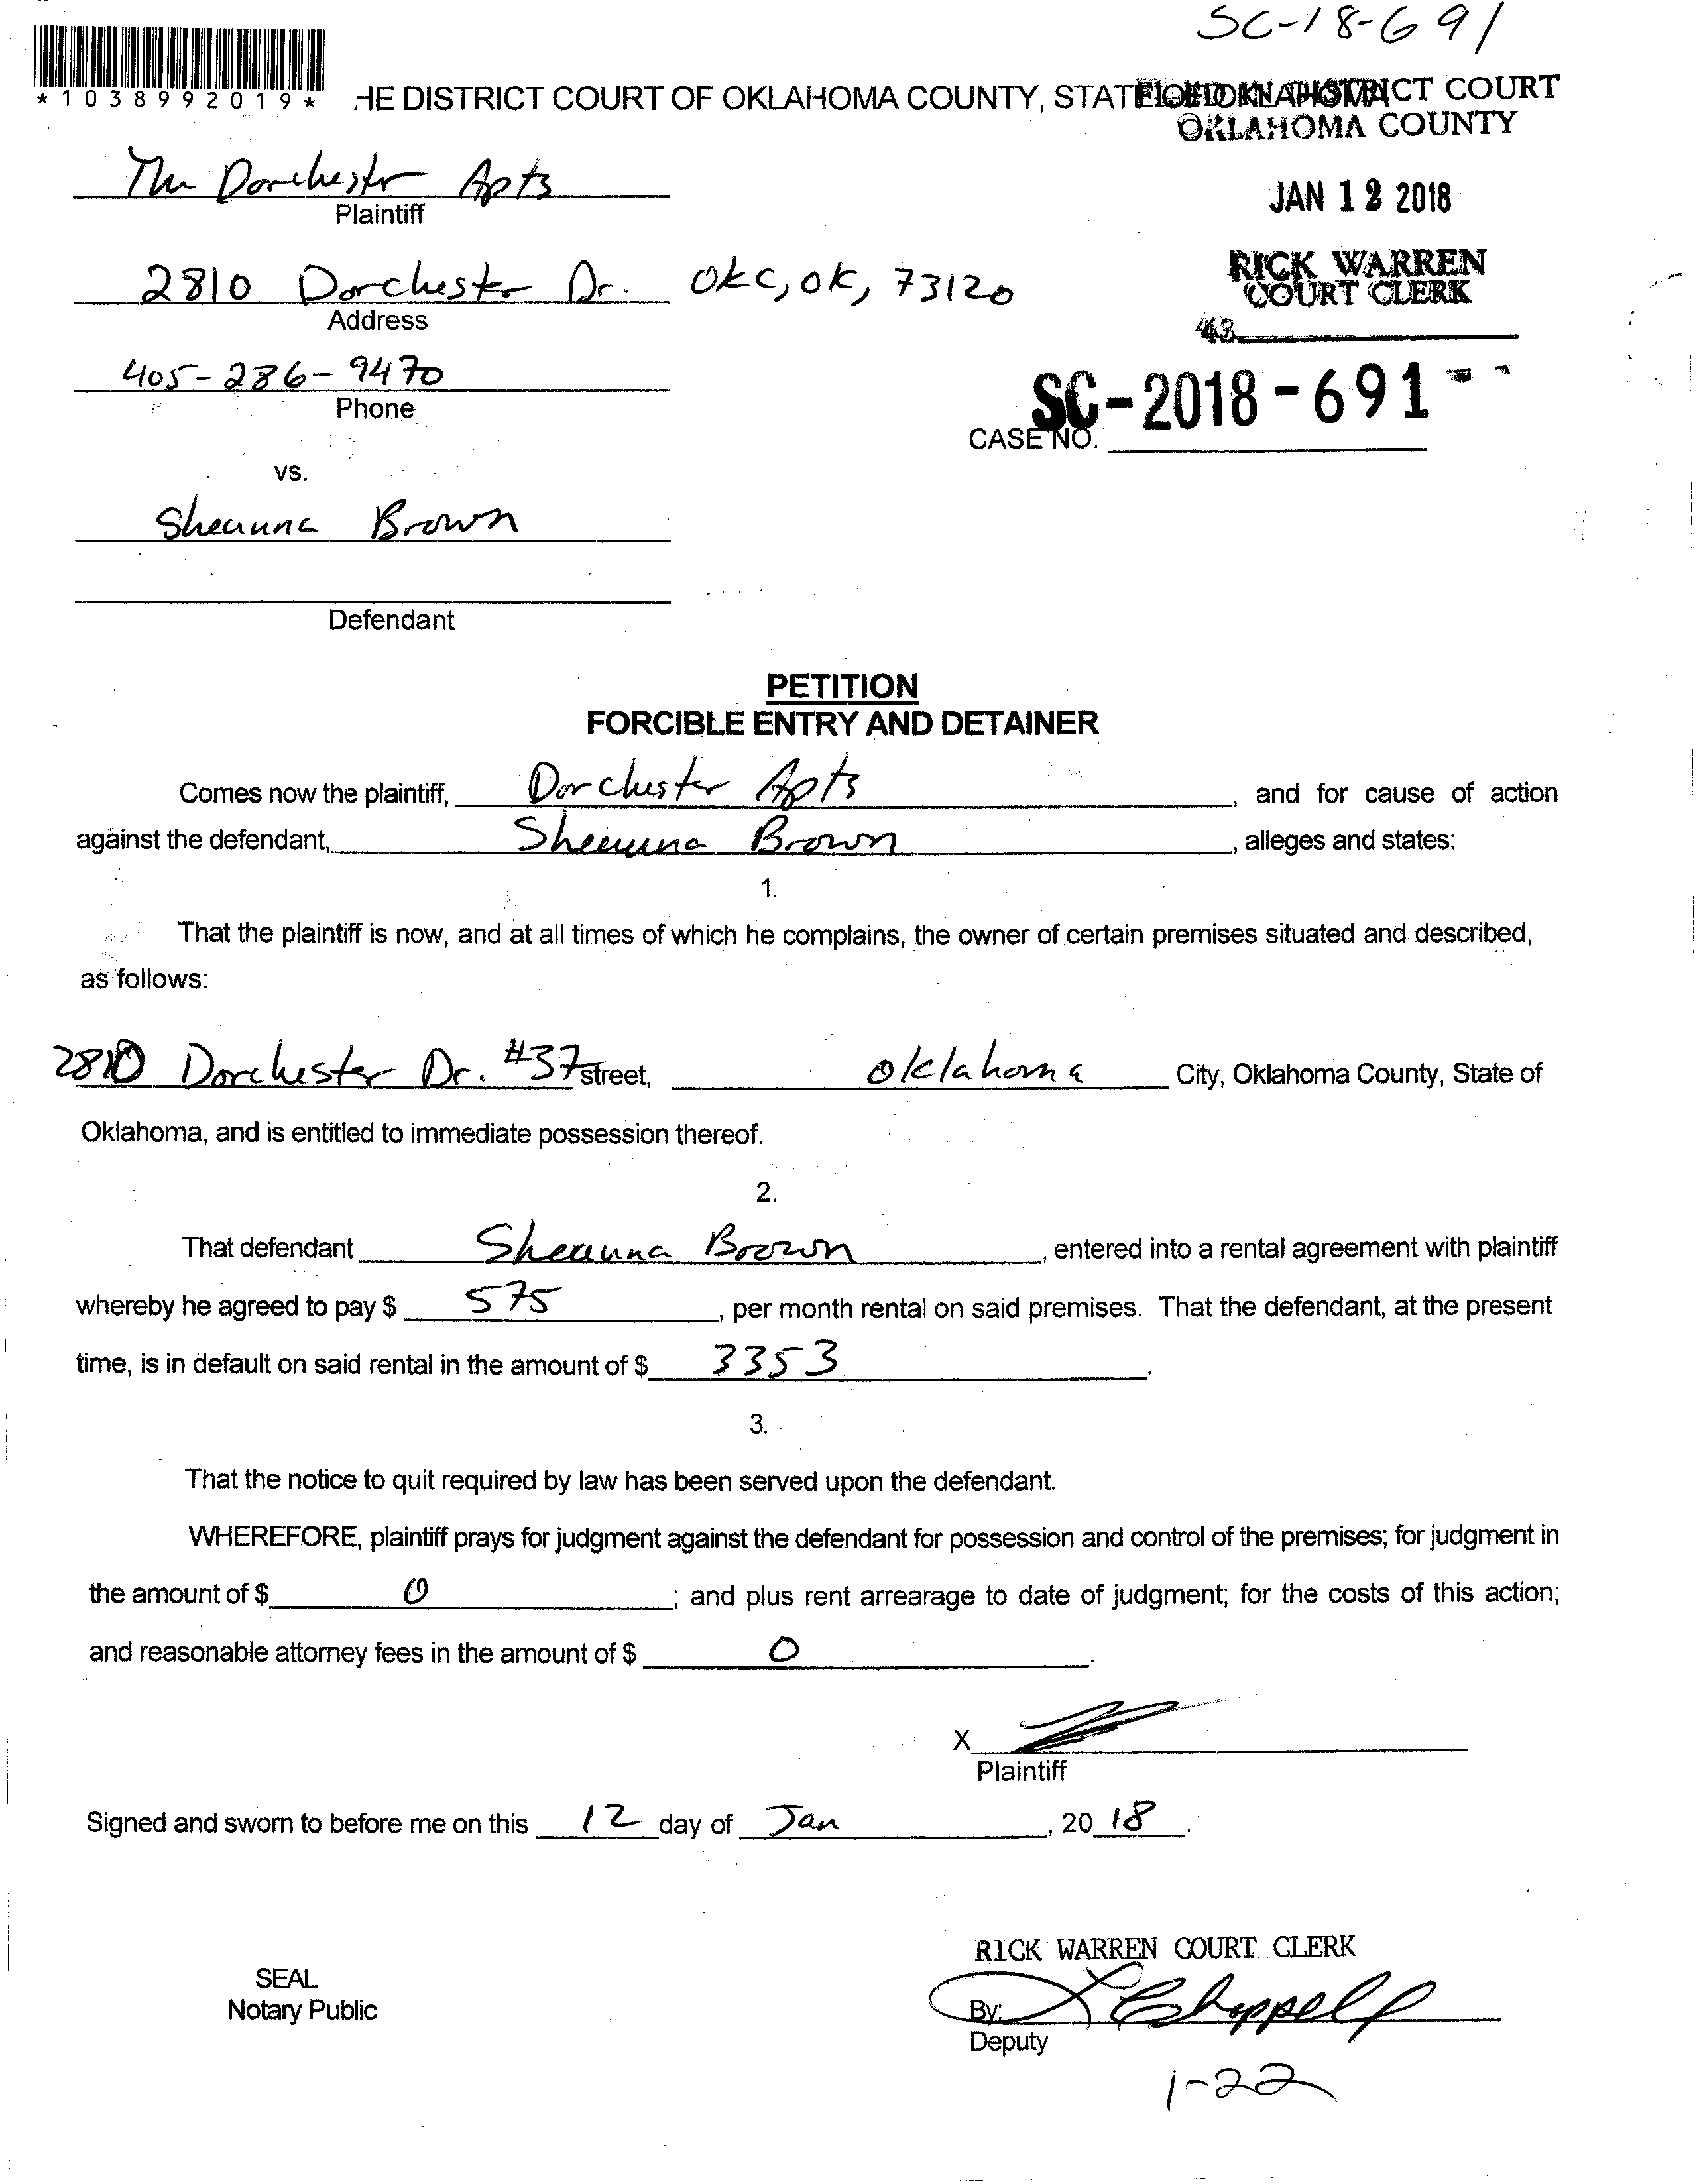 SC-18-691
*1038992019*
HE DISTRICT COURT OF OKLAHOMA COUNTY, STATE OF OKLAHOMA
FILED IN DISTRICT COURT
OKLAHOMA COUNTY
The Dorchester Apts
Plaintiff
JAN 12 2018
RICK WARREN
COURT CLERK
43
2810 Dorchester Dr. OKC, OK, 73120
Address
405-286-9470
Phone
SC-2018-691
CASE NO.
vs.
Sheaunna Brown
Defendant
PETITION
FORCIBLE ENTRY AND DETAINER
Comes now the plaintiff, Dorchester Apts, and for cause of action
against the defendant, Sheaunna Brown, alleges and states:
1.
That the plaintiff is now, and at all times of which he complains, the owner of certain premises situated and described,
as follows:
2810 Dorchester Dr. #37 street, Oklahoma City, Oklahoma County, State of
Oklahoma, and is entitled to immediate possession thereof.
2.
That defendant Sheaunna Brown, entered into a rental agreement with plaintiff
whereby he agreed to pay $ 575, per month rental on said premises. That the defendant, at the present
time, is in default on said rental in the amount of $ 3353.
3.
That the notice to quit required by law has been served upon the defendant.
WHEREFORE, plaintiff prays for judgment against the defendant for possession and control of the premises; for judgment in
the amount of $ 0; and plus rent arrearage to date of judgment; for the costs of this action;
and reasonable attorney fees in the amount of $ 0.
X
Plaintiff
Signed and sworn to before me on this 12 day of Jan, 20 18.
RICK WARREN COURT CLERK
SEAL
Notary Public
By: L Chappell
Deputy
1-22